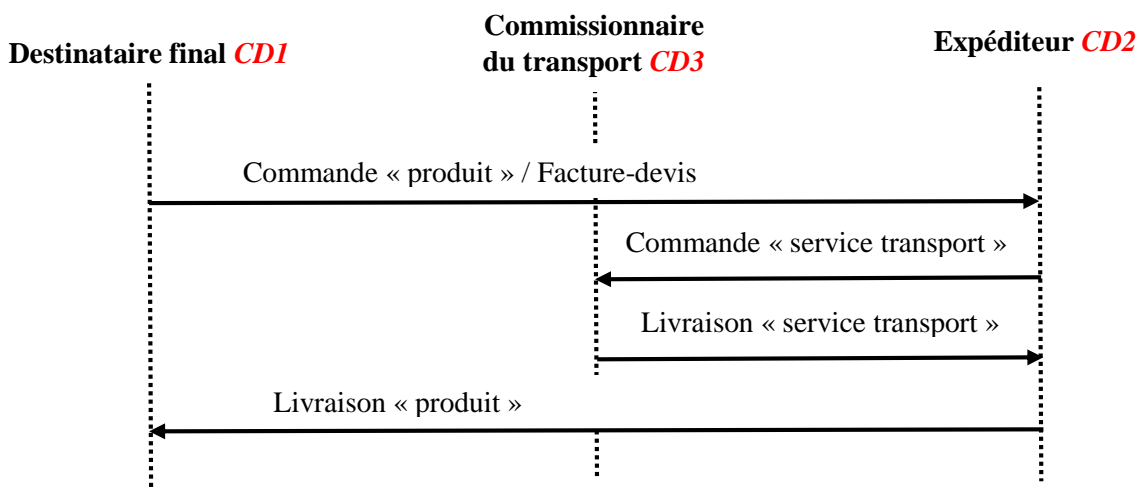 Destinataire final CD1
Commissionnaire
du transport CD3
Expéditeur CD2
Commande « produit » / Facture-devis
Commande « service transport »
Livraison « service transport »
Livraison « produit »